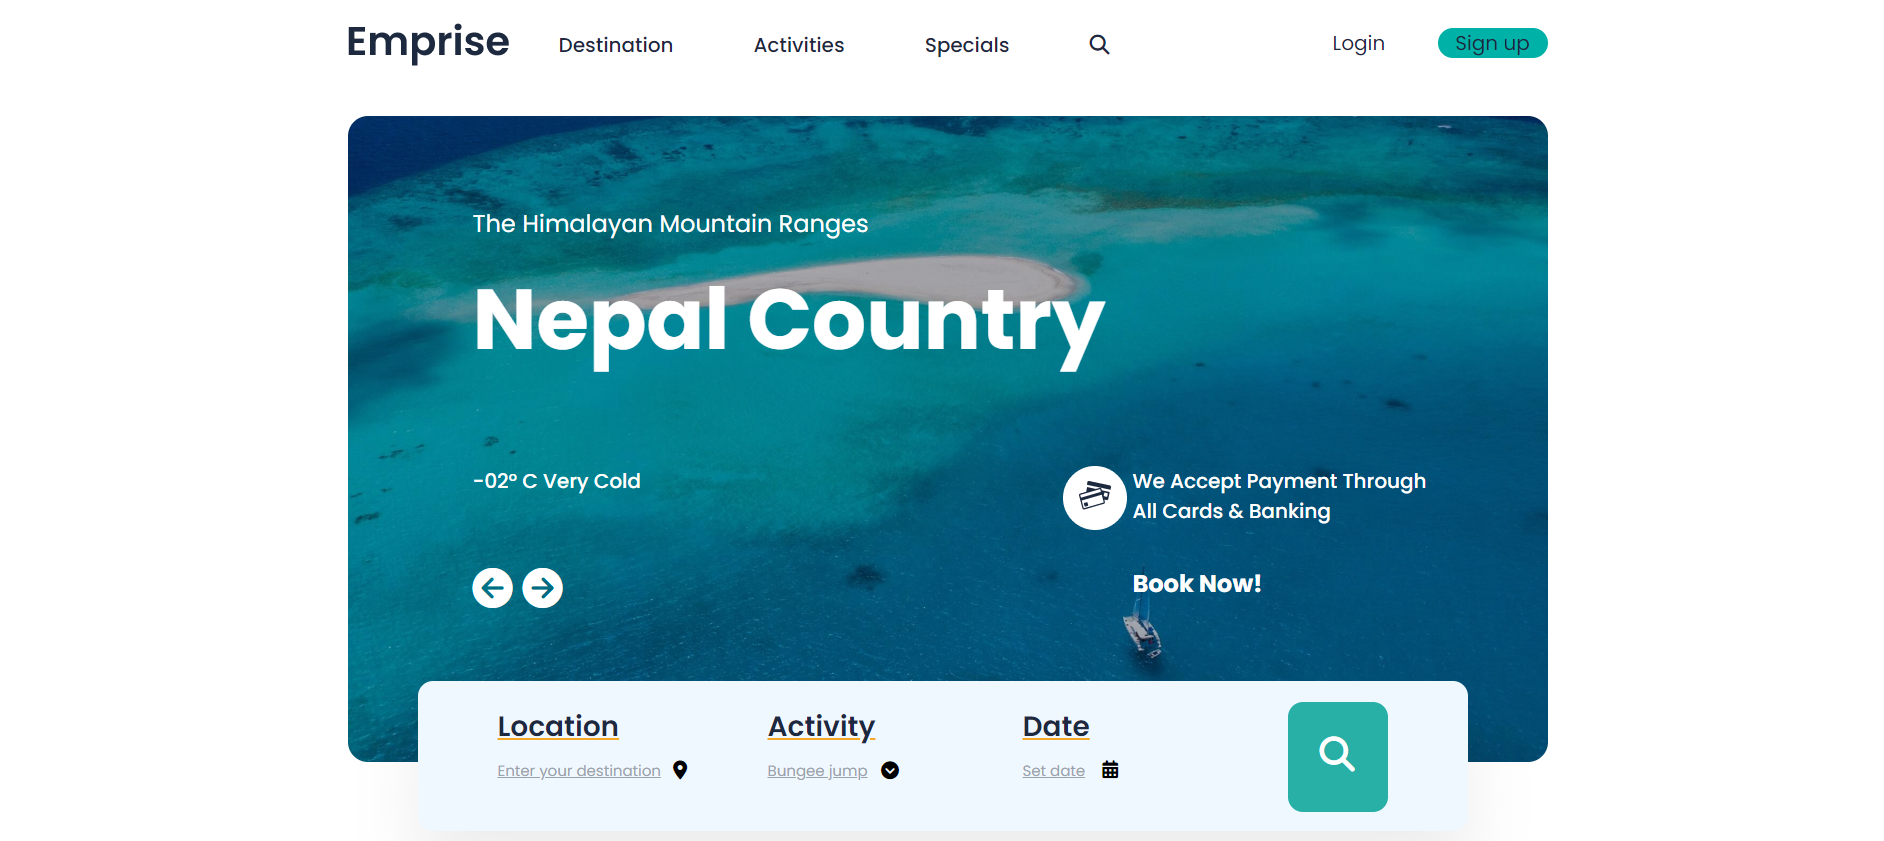 Emprise
Destination
Activities
Specials
Login
Sign up
The Himalayan Mountain Ranges
Nepal Country
-02° C Very Cold
We Accept Payment Through
All Cards & Banking
Book Now!
Location
Activity
Date
Enter your destination
Bungee jump
Set date